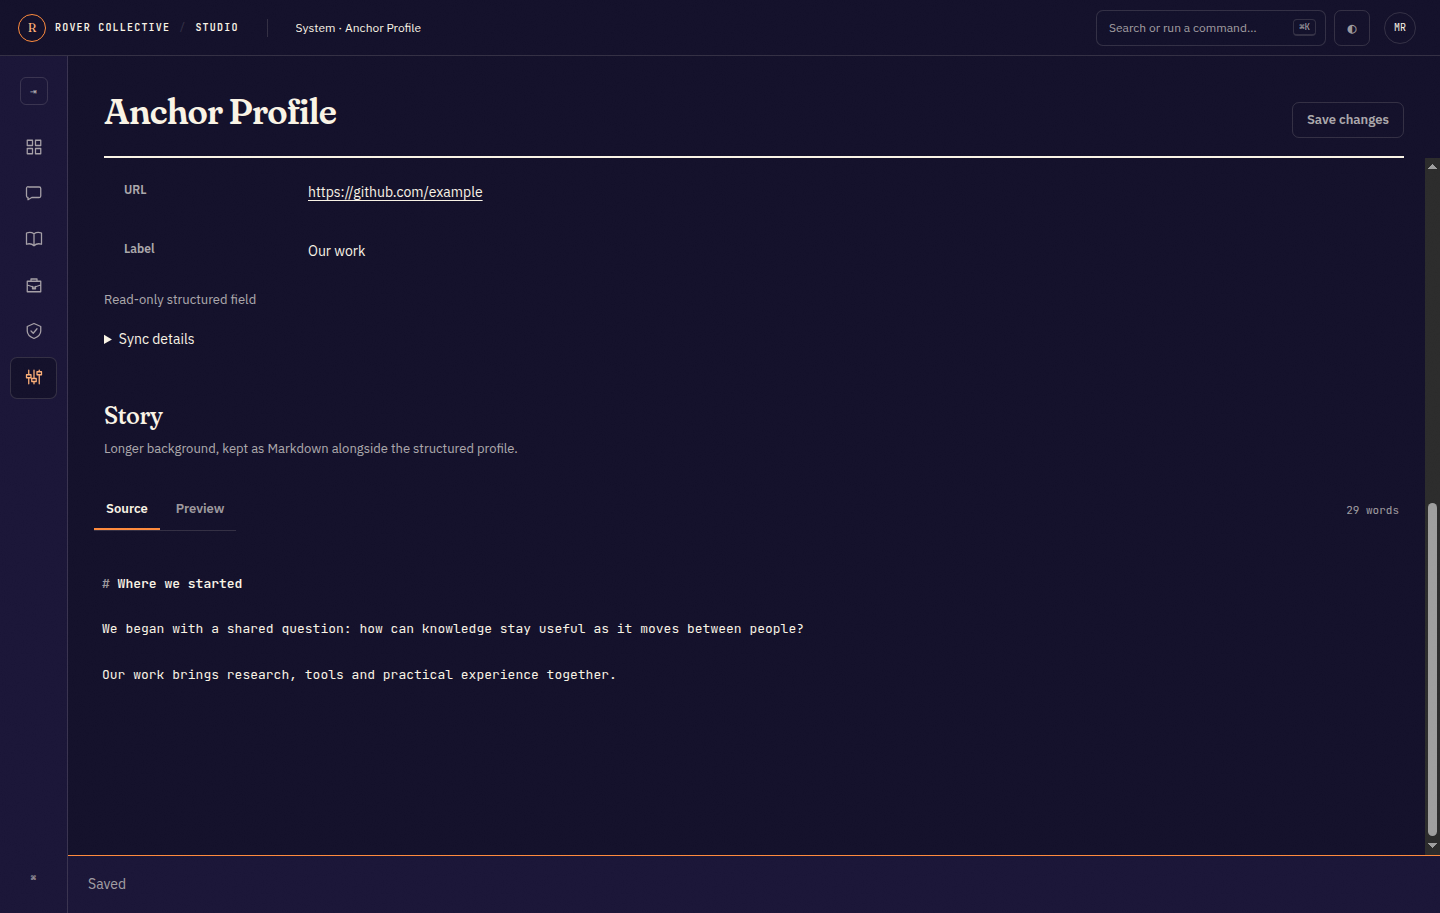 R ROVER COLLECTIVE / STUDIO System · Anchor Profile Search or run a command... ⌘K MR
Anchor Profile
Save changes
URL https://github.com/example
Label Our work
Read-only structured field
Sync details
Story
Longer background, kept as Markdown alongside the structured profile.
Source Preview 29 words
# Where we started
We began with a shared question: how can knowledge stay useful as it moves between people?
Our work brings research, tools and practical experience together.
⌘
Saved